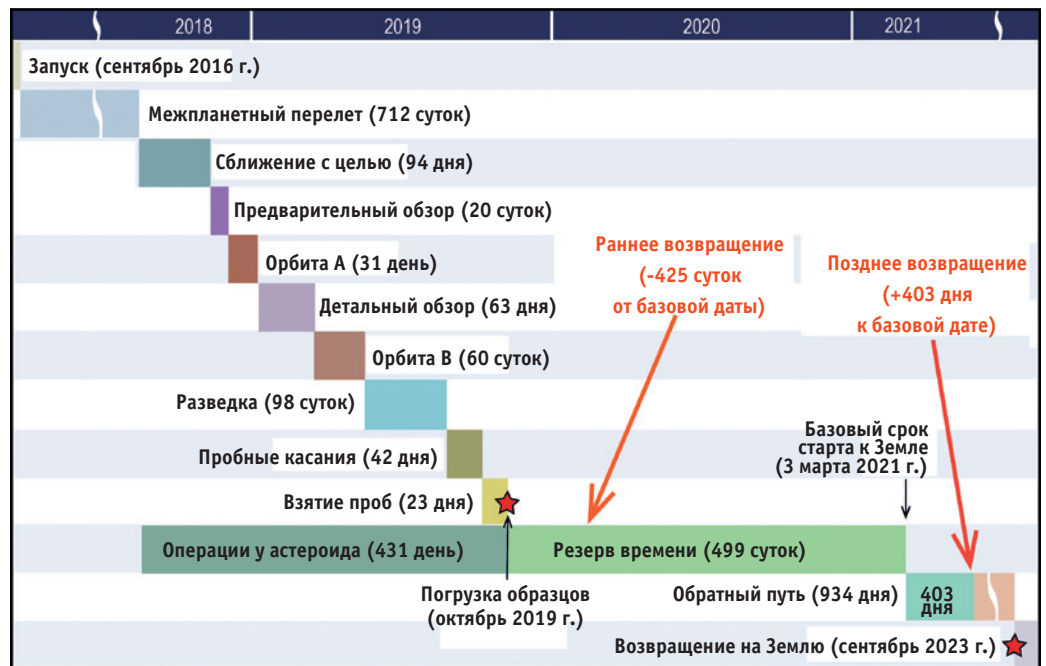 2018 2019 2020 2021
Запуск (сентябрь 2016 г.)
Межпланетный перелет (712 суток)
Сближение с целью (94 дня)
Предварительный обзор (20 суток)
Орбита А (31 день)
Раннее возвращение
(-425 суток
от базовой даты)
Позднее возвращение
(+403 дня
к базовой дате)
Детальный обзор (63 дня)
Орбита В (60 суток)
Разведка (98 суток)
Пробные касания (42 дня)
Базовый срок
старта к Земле
(3 марта 2021 г.)
Взятие проб (23 дня)
Операции у астероида (431 день)
Резерв времени (499 суток)
Погрузка образцов
(октябрь 2019 г.)
Обратный путь (934 дня)
403
дня
Возвращение на Землю (сентябрь 2023 г.)